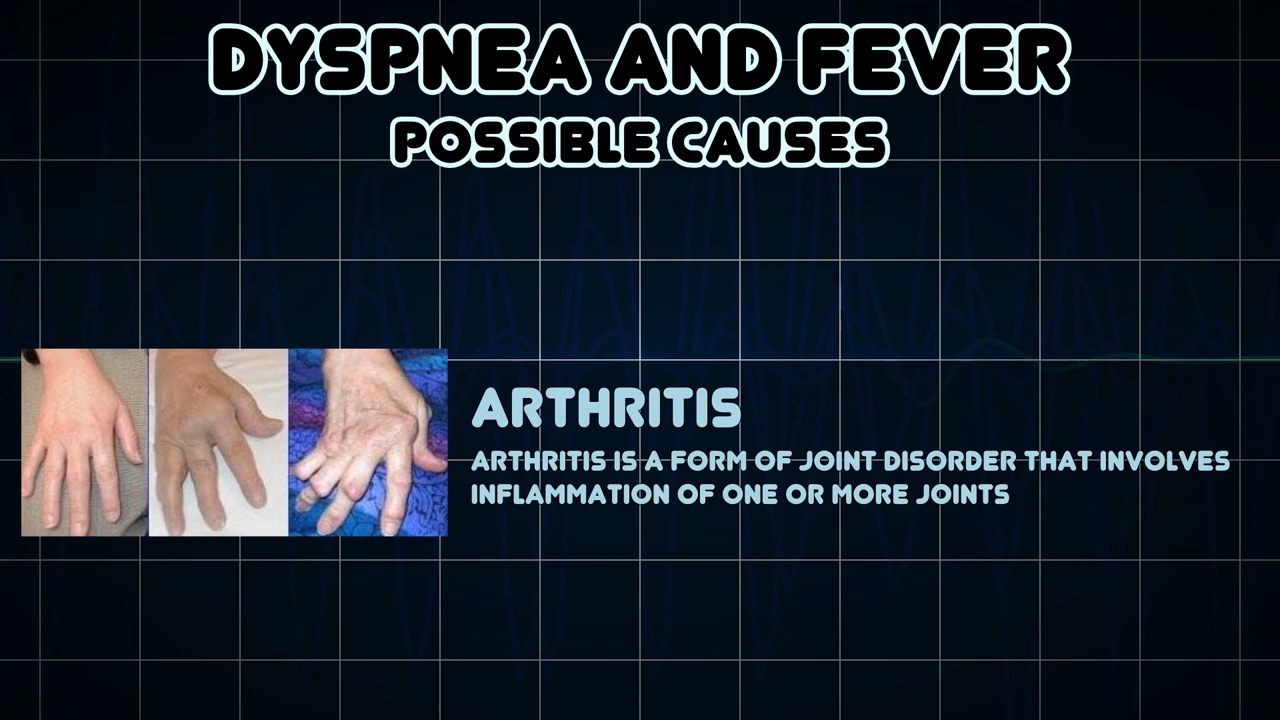 DYSPNEA AND FEVER
POSSIBLE CAUSES
ARTHRITIS
ARTHRITIS IS A FORM OF JOINT DISORDER THAT INVOLVES
INFLAMMATION OF ONE OR MORE JOINTS